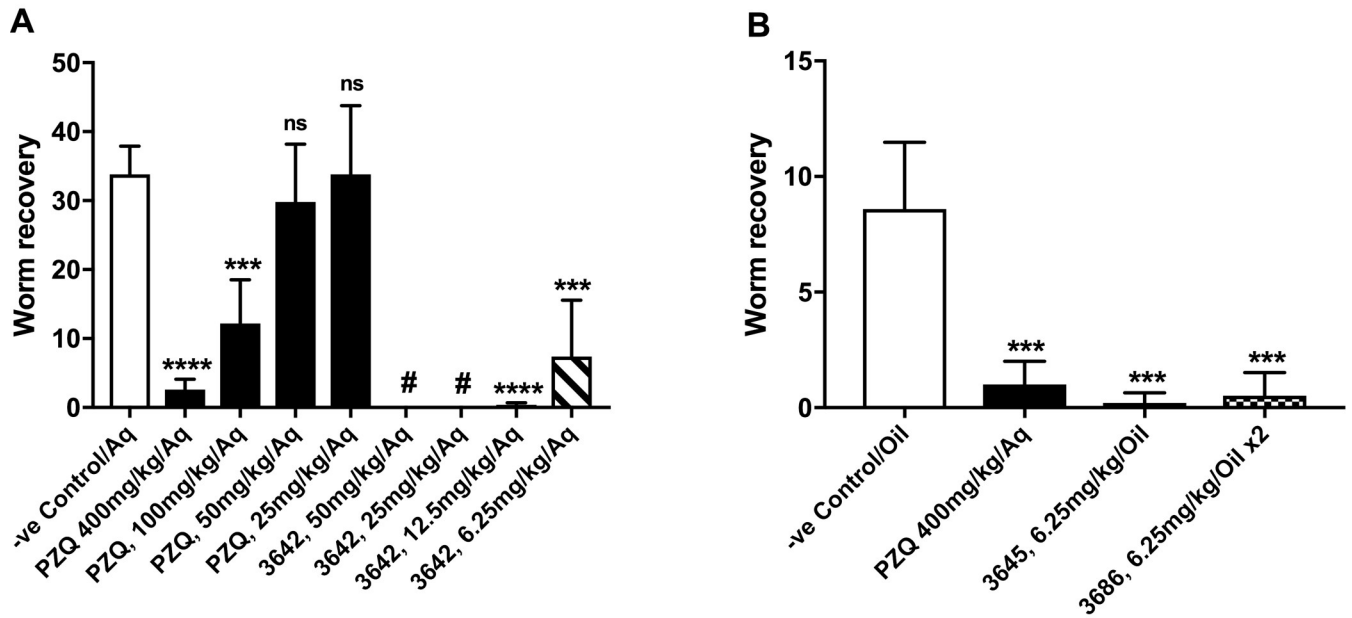 A
Worm recovery
50
40
30
20
10
0
****
***
ns
ns
#
#
****
***
-ve Control/Aq
PZQ 400mg/kg/Aq
PZQ, 100mg/kg/Aq
PZQ, 50mg/kg/Aq
PZQ, 25mg/kg/Aq
3642, 50mg/kg/Aq
3642, 25mg/kg/Aq
3642, 12.5mg/kg/Aq
3642, 6.25mg/kg/Aq
B
Worm recovery
15
10
5
0
***
***
***
-ve Control/Oil
PZQ 400mg/kg/Aq
3645, 6.25mg/kg/Oil
3686, 6.25mg/kg/Oil x2